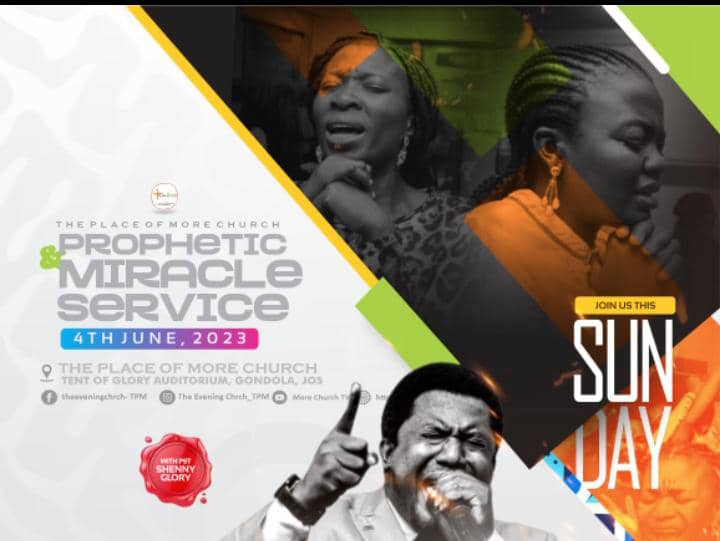 THE PLACE OF MORE CHURCH
PROPHETIC
&
MIRACLE
SERVICE
4TH JUNE, 2023
THE PLACE OF MORE CHURCH
TENT OF GLORY AUDITORIUM, GONDOLA, JOS
theeveningchrch- TPM
The Evening Chrch_TPM
More Church TV
WITH PST
SHENNY
GLORY
JOIN US THIS
SUN
DAY